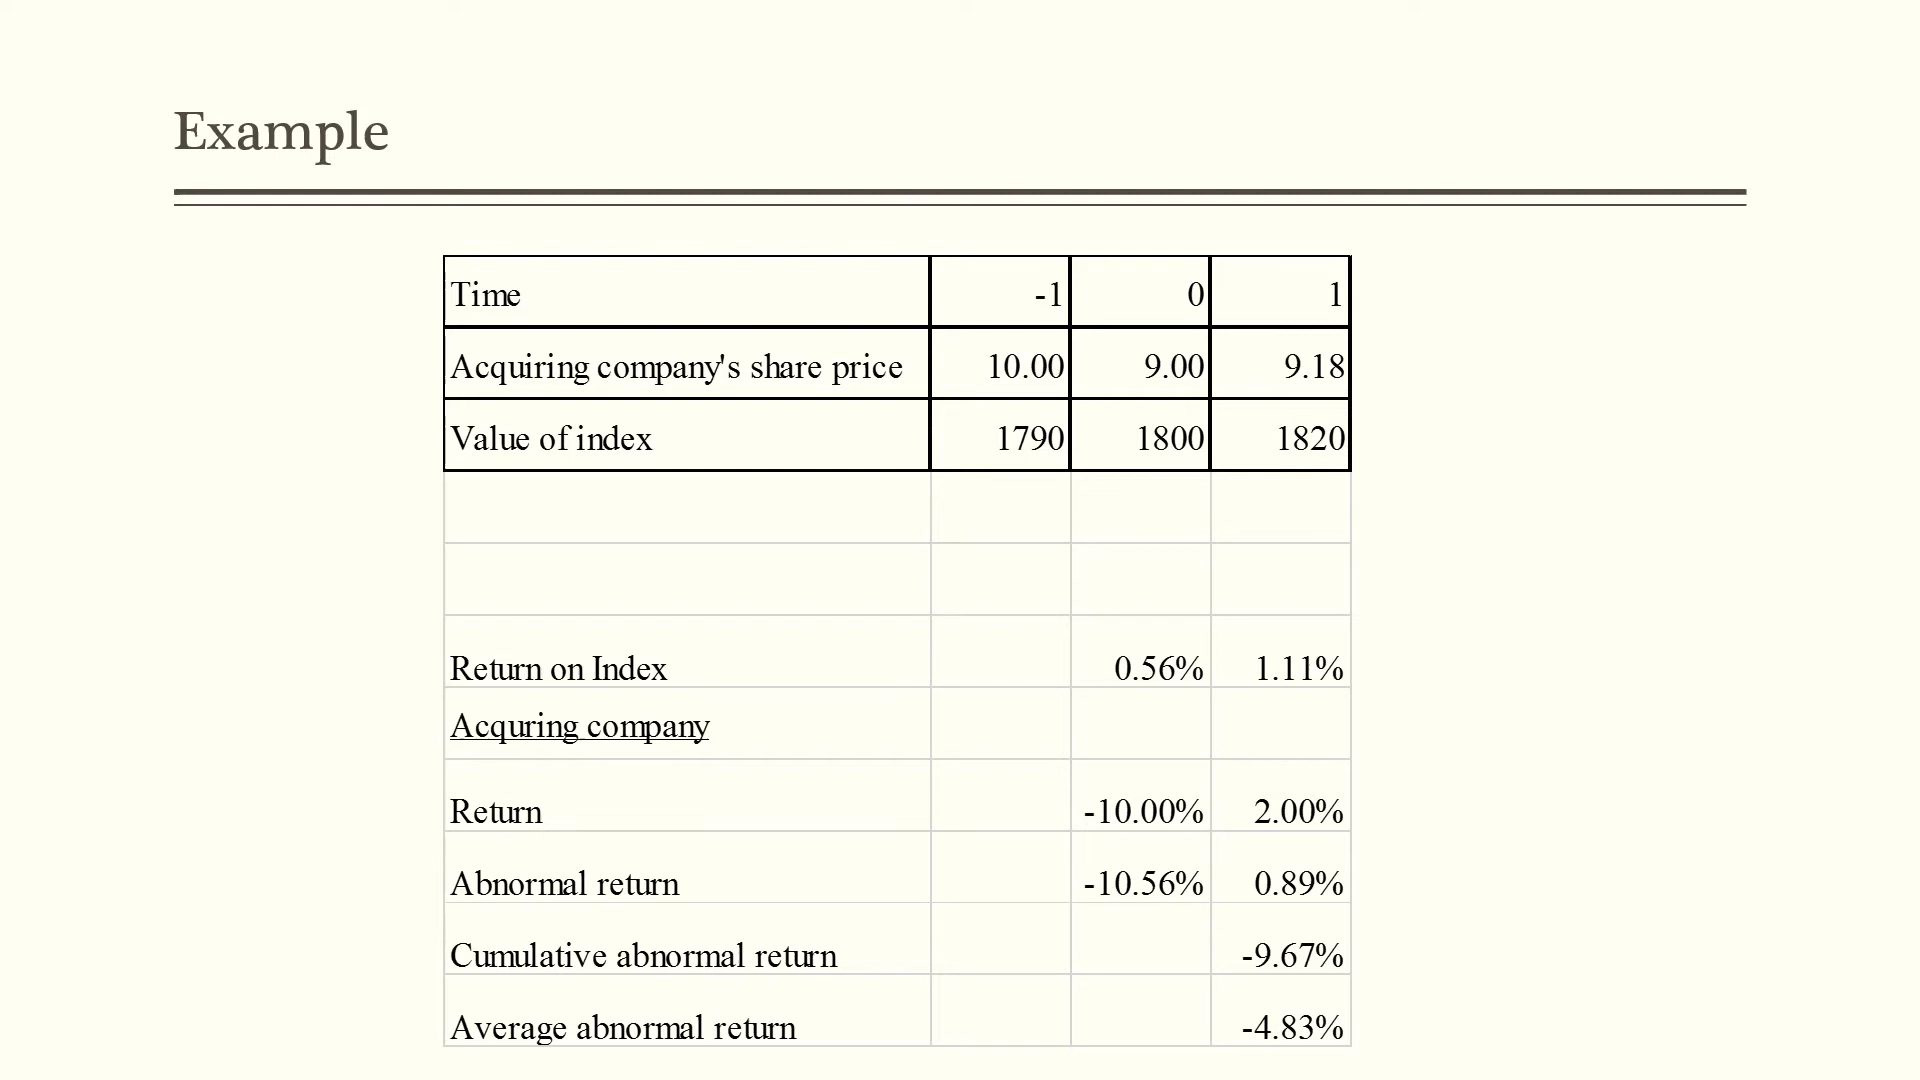 Example
Time -1 0 1
Acquiring company's share price 10.00 9.00 9.18
Value of index 1790 1800 1820
Return on Index 0.56% 1.11%
Acquring company
Return -10.00% 2.00%
Abnormal return -10.56% 0.89%
Cumulative abnormal return -9.67%
Average abnormal return -4.83%